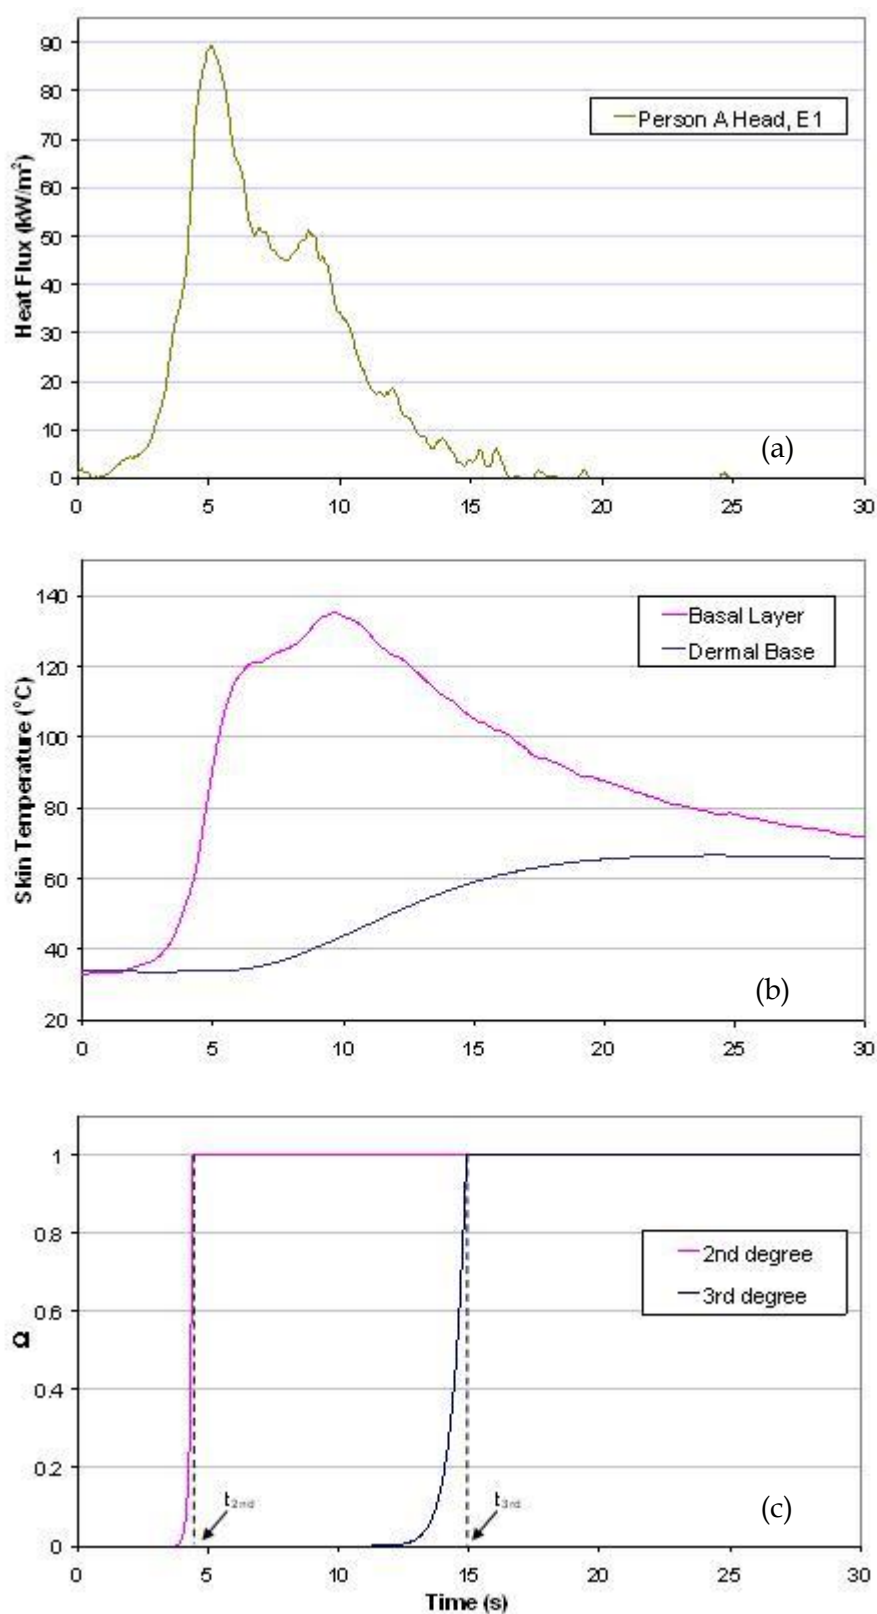 90
80
70
60
50
40
30
20
10
0
Heat Flux (kW/m²)
Person A Head, E1
(a)
0 5 10 15 20 25 30
140
120
100
80
60
40
20
Skin Temperature (°C)
Basal Layer
Dermal Base
(b)
0 5 10 15 20 25 30
1
0.8
0.6
0.4
0.2
0
Ω
2nd degree
3rd degree
t2nd
t3rd
(c)
0 5 10 15 20 25 30
Time (s)